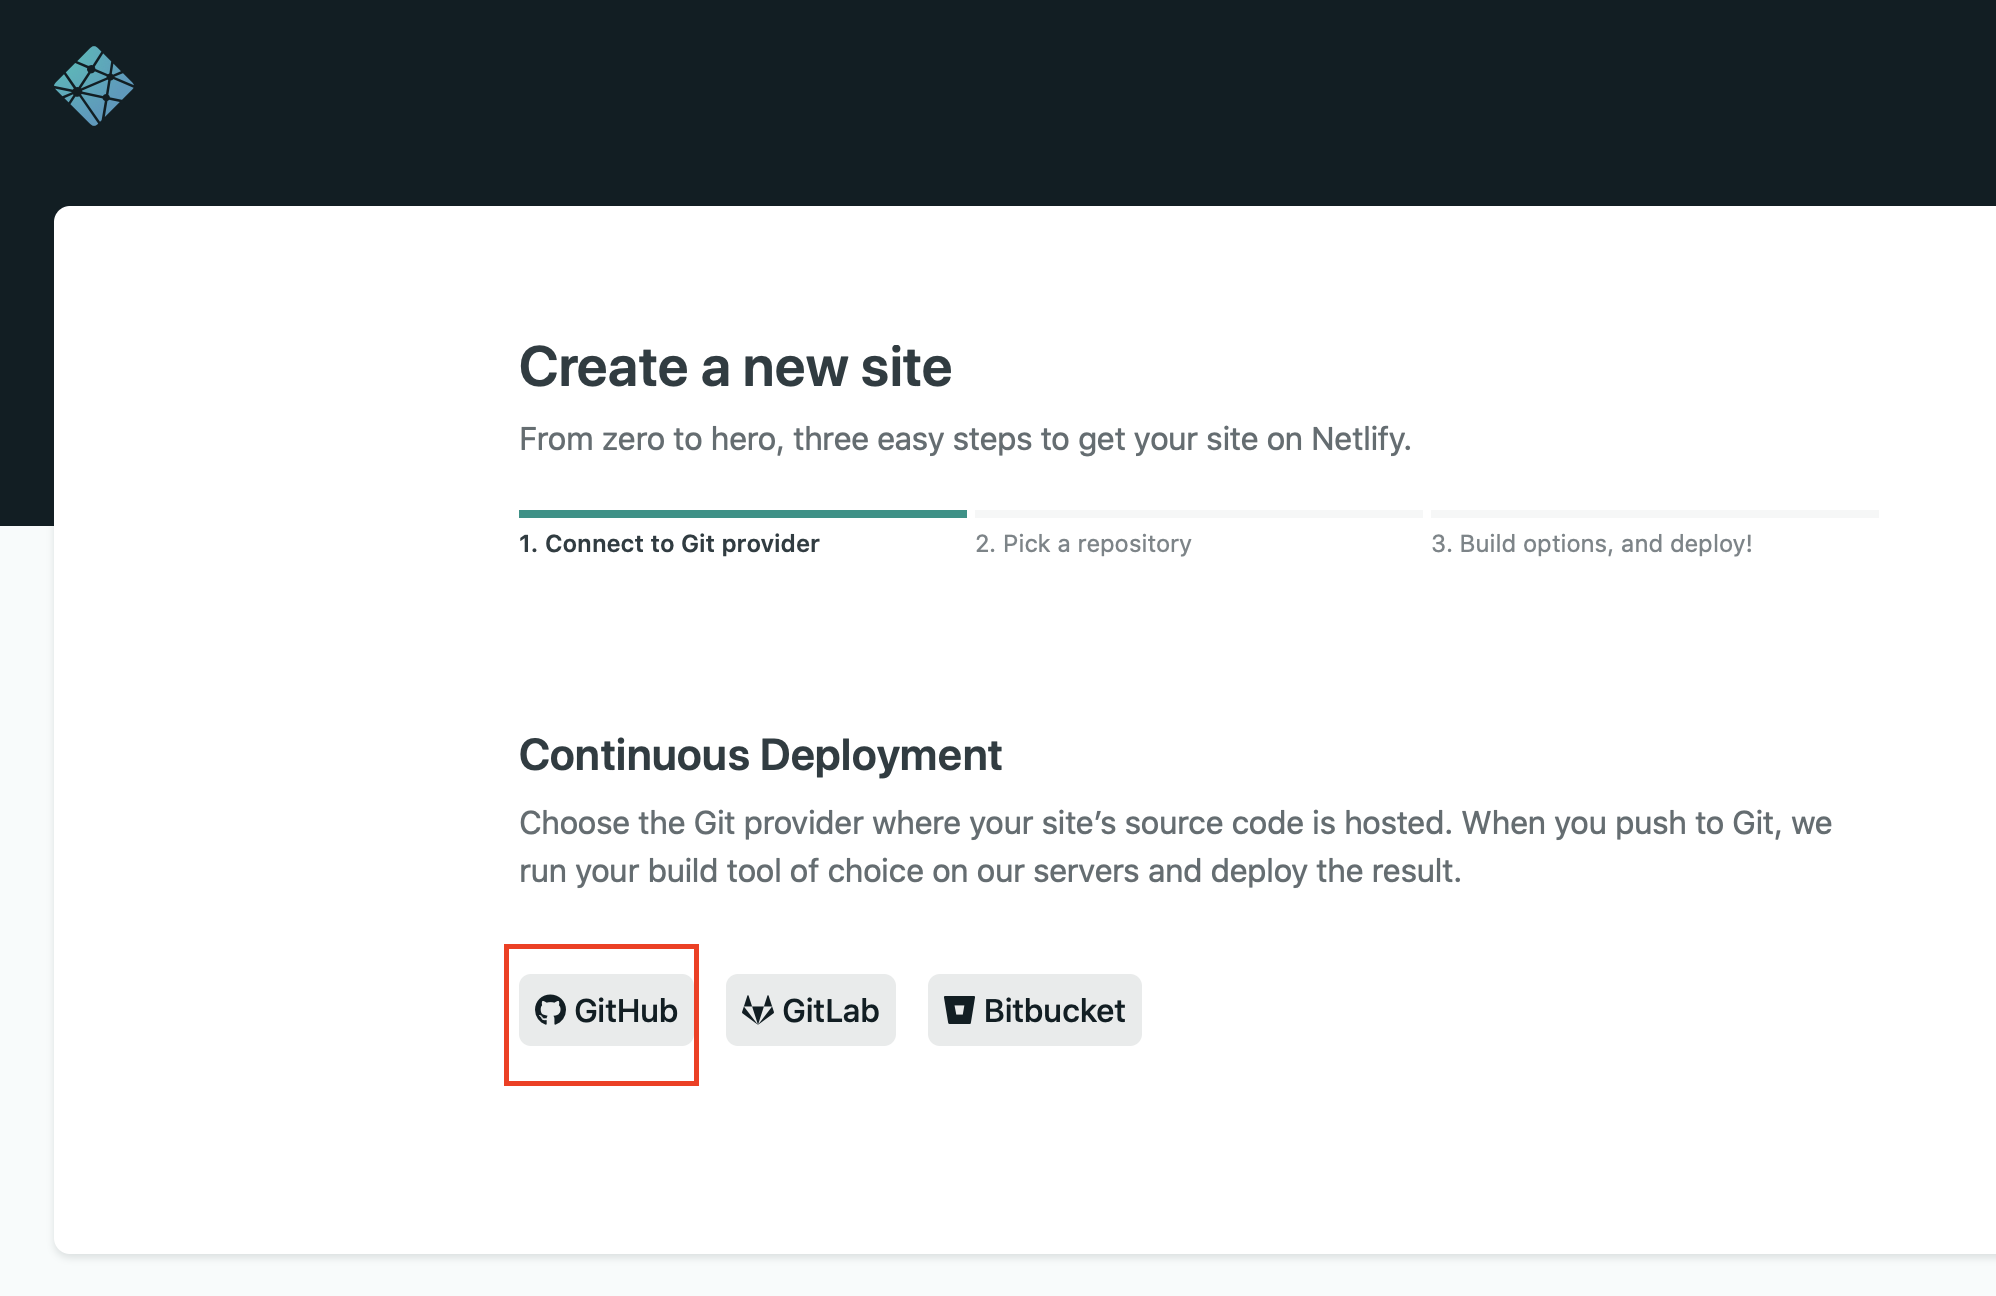 Create a new site
From zero to hero, three easy steps to get your site on Netlify.
1. Connect to Git provider
2. Pick a repository
3. Build options, and deploy!
Continuous Deployment
Choose the Git provider where your site’s source code is hosted. When you push to Git, we
run your build tool of choice on our servers and deploy the result.
GitHub
GitLab
Bitbucket